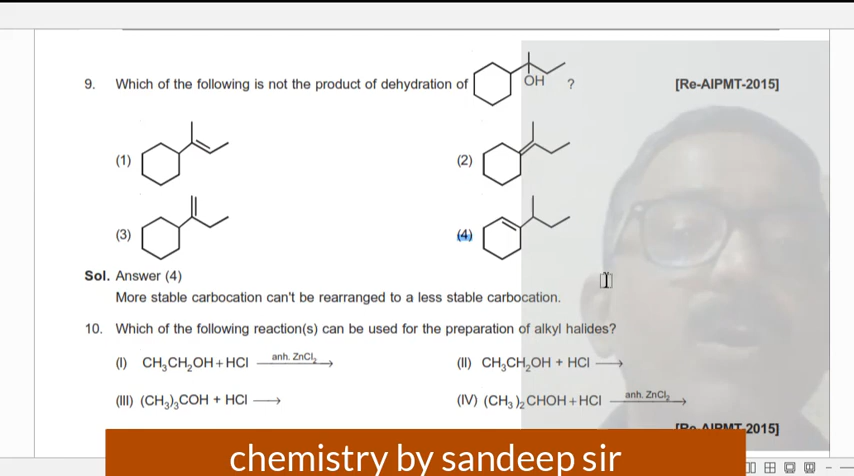 9. Which of the following is not the product of dehydration of OH ? [Re-AIPMT-2015]
(1) (2)
(3) (4)
Sol. Answer (4)
More stable carbocation can't be rearranged to a less stable carbocation.
10. Which of the following reaction(s) can be used for the preparation of alkyl halides?
(I) CH₃CH₂OH + HCl anh. ZnCl₂ → (II) CH₃CH₂OH + HCl →
(III) (CH₃)₃COH + HCl → (IV) (CH₃)₂CHOH + HCl anh. ZnCl₂ →
[Re-AIPMT-2015]
chemistry by sandeep sir